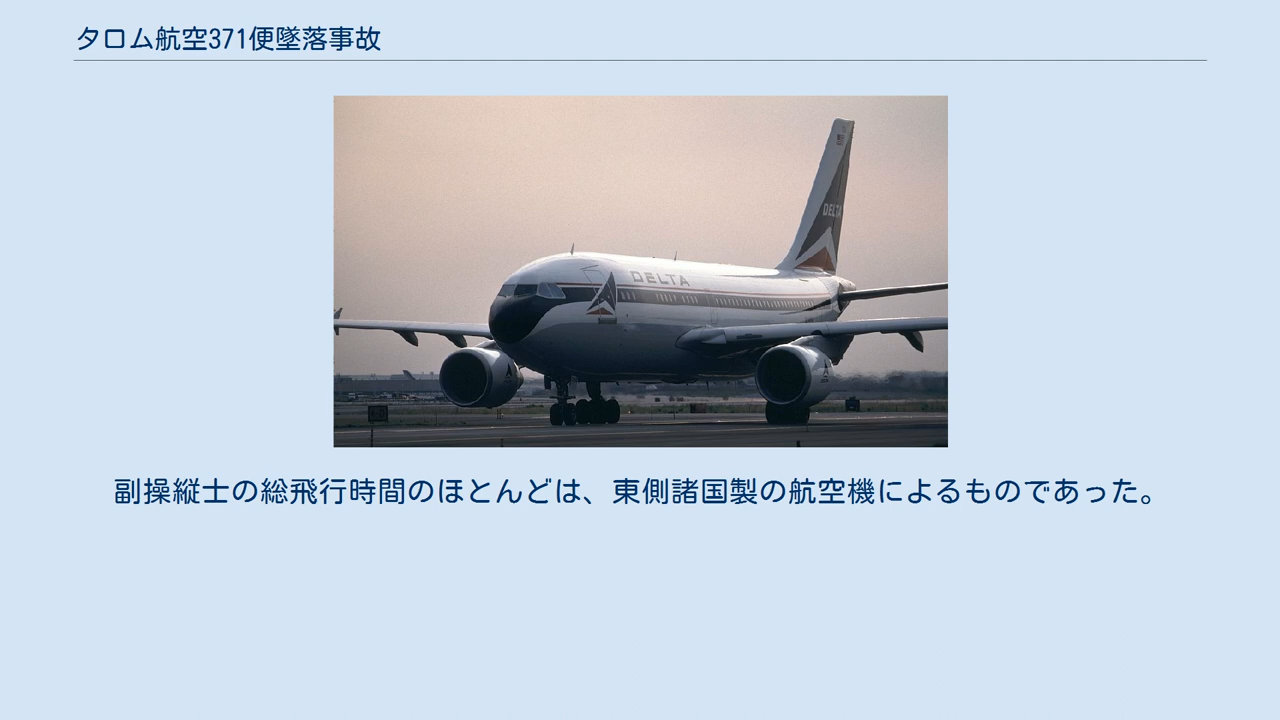 タロム航空371便墜落事故
DELTA
DELTA
副操縦士の総飛行時間のほとんどは、東側諸国製の航空機によるものであった。